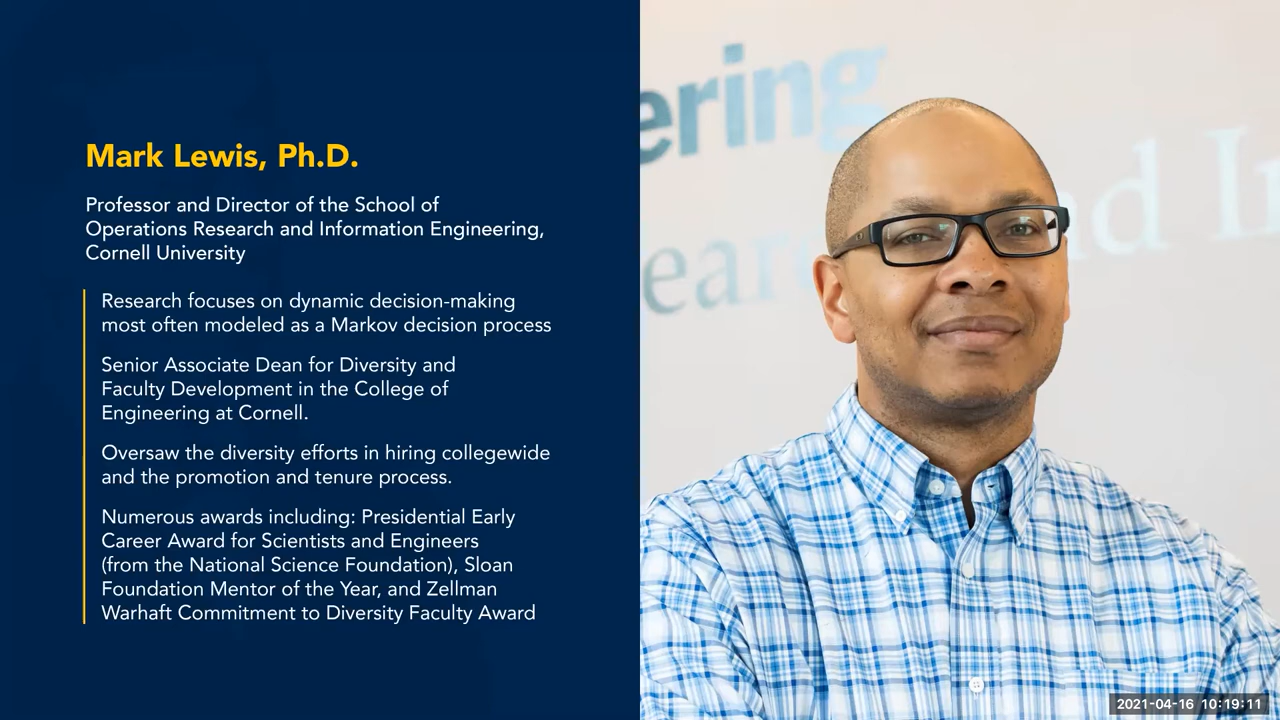 Mark Lewis, Ph.D.
Professor and Director of the School of
Operations Research and Information Engineering,
Cornell University
Research focuses on dynamic decision-making
most often modeled as a Markov decision process
Senior Associate Dean for Diversity and
Faculty Development in the College of
Engineering at Cornell.
Oversaw the diversity efforts in hiring collegewide
and the promotion and tenure process.
Numerous awards including: Presidential Early
Career Award for Scientists and Engineers
(from the National Science Foundation), Sloan
Foundation Mentor of the Year, and Zellman
Warhaft Commitment to Diversity Faculty Award
ering
ear nd In
2021-04-16 10:19:11